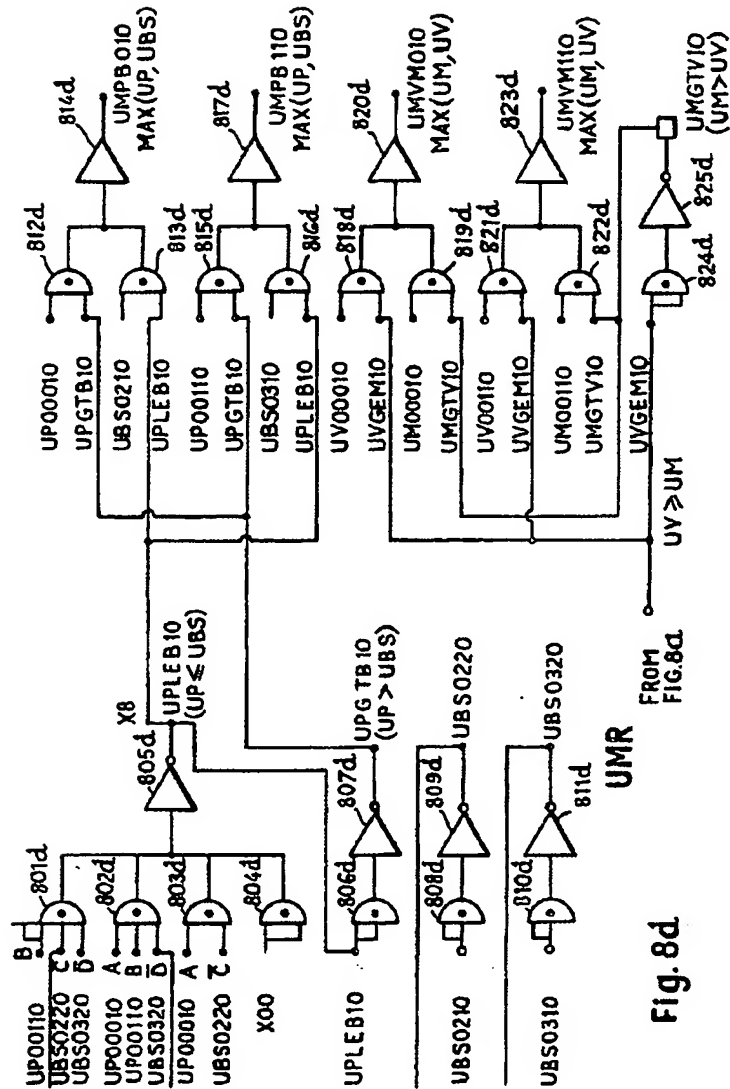 UP00110
B
801d
UBS0220
C̅
UBS0320
D̅
UP00010
A
802d
UP00110
B
UBS0320
D̅
UP00010
A
803d
UBS0220
C̅
X00
804d
805d
X8
UPLEB10
(UP ≤ UBS)
UPLEB10
806d
807d
UPGTB10
(UP > UBS)
UBS0210
808d
809d
UBS0220
UBS0310
810d
811d
UBS0320
UMR
FROM
FIG.8a
UV ≥ UM
UP00010
812d
814d
UPGTB10
UMPB010
MAX(UP, UBS)
UBS0210
813d
UPLEB10
UP00110
815d
817d
UPGTB10
UMPB110
MAX(UP, UBS)
UBS0310
816d
UPLEB10
UV00010
818d
820d
UVGEM10
UMVM010
MAX(UM, UV)
UM00010
819d
UMGTV10
UV00110
821d
823d
UVGEM10
UMVM110
MAX(UM, UV)
UM00110
822d
UMGTV10
UVGEM10
824d
825d
UMGTV10
(UM>UV)
Fig. 8d